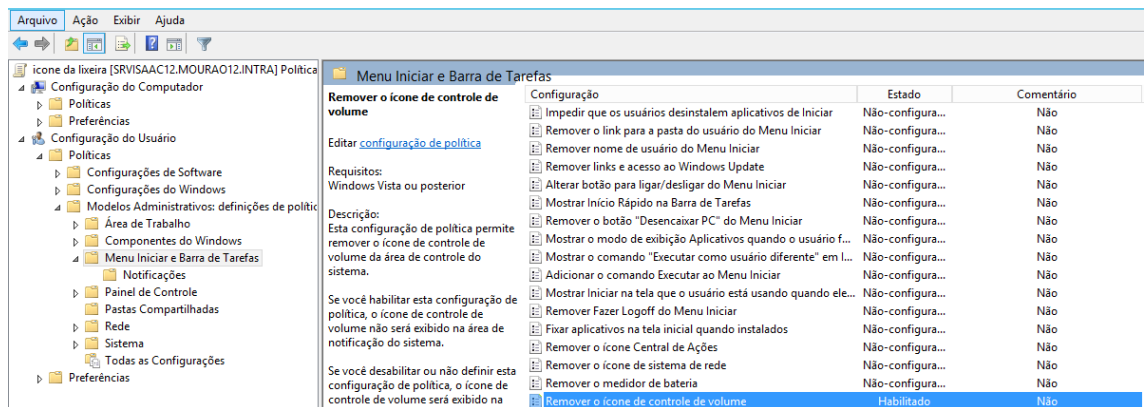 Arquivo Ação Exibir Ajuda
icone da lixeira [SRVISAAC12.MOURAO12.INTRA] Política
Configuração do Computador
Políticas
Preferências
Configuração do Usuário
Políticas
Configurações de Software
Configurações do Windows
Modelos Administrativos: definições de polític
Área de Trabalho
Componentes do Windows
Menu Iniciar e Barra de Tarefas
Notificações
Painel de Controle
Pastas Compartilhadas
Rede
Sistema
Todas as Configurações
Preferências
Menu Iniciar e Barra de Tarefas
Remover o ícone de controle de
volume
Editar configuração de política
Requisitos:
Windows Vista ou posterior
Descrição:
Esta configuração de política permite
remover o ícone de controle de
volume da área de controle do
sistema.
Se você habilitar esta configuração de
política, o ícone de controle de
volume não será exibido na área de
notificação do sistema.
Se você desabilitar ou não definir esta
configuração de política, o ícone de
controle de volume será exibido na
Configuração Estado Comentário
Impedir que os usuários desinstalem aplicativos de Iniciar Não-configura... Não
Remover o link para a pasta do usuário do Menu Iniciar Não-configura... Não
Remover nome de usuário do Menu Iniciar Não-configura... Não
Remover links e acesso ao Windows Update Não-configura... Não
Alterar botão para ligar/desligar do Menu Iniciar Não-configura... Não
Mostrar Início Rápido na Barra de Tarefas Não-configura... Não
Remover o botão "Desencaixar PC" do Menu Iniciar Não-configura... Não
Mostrar o modo de exibição Aplicativos quando o usuário f... Não-configura... Não
Mostrar o comando "Executar como usuário diferente" em I... Não-configura... Não
Adicionar o comando Executar ao Menu Iniciar Não-configura... Não
Mostrar Iniciar na tela que o usuário está usando quando ele... Não-configura... Não
Remover Fazer Logoff do Menu Iniciar Não-configura... Não
Fixar aplicativos na tela inicial quando instalados Não-configura... Não
Remover o ícone Central de Ações Não-configura... Não
Remover o ícone de sistema de rede Não-configura... Não
Remover o medidor de bateria Não-configura... Não
Remover o ícone de controle de volume Habilitado Não